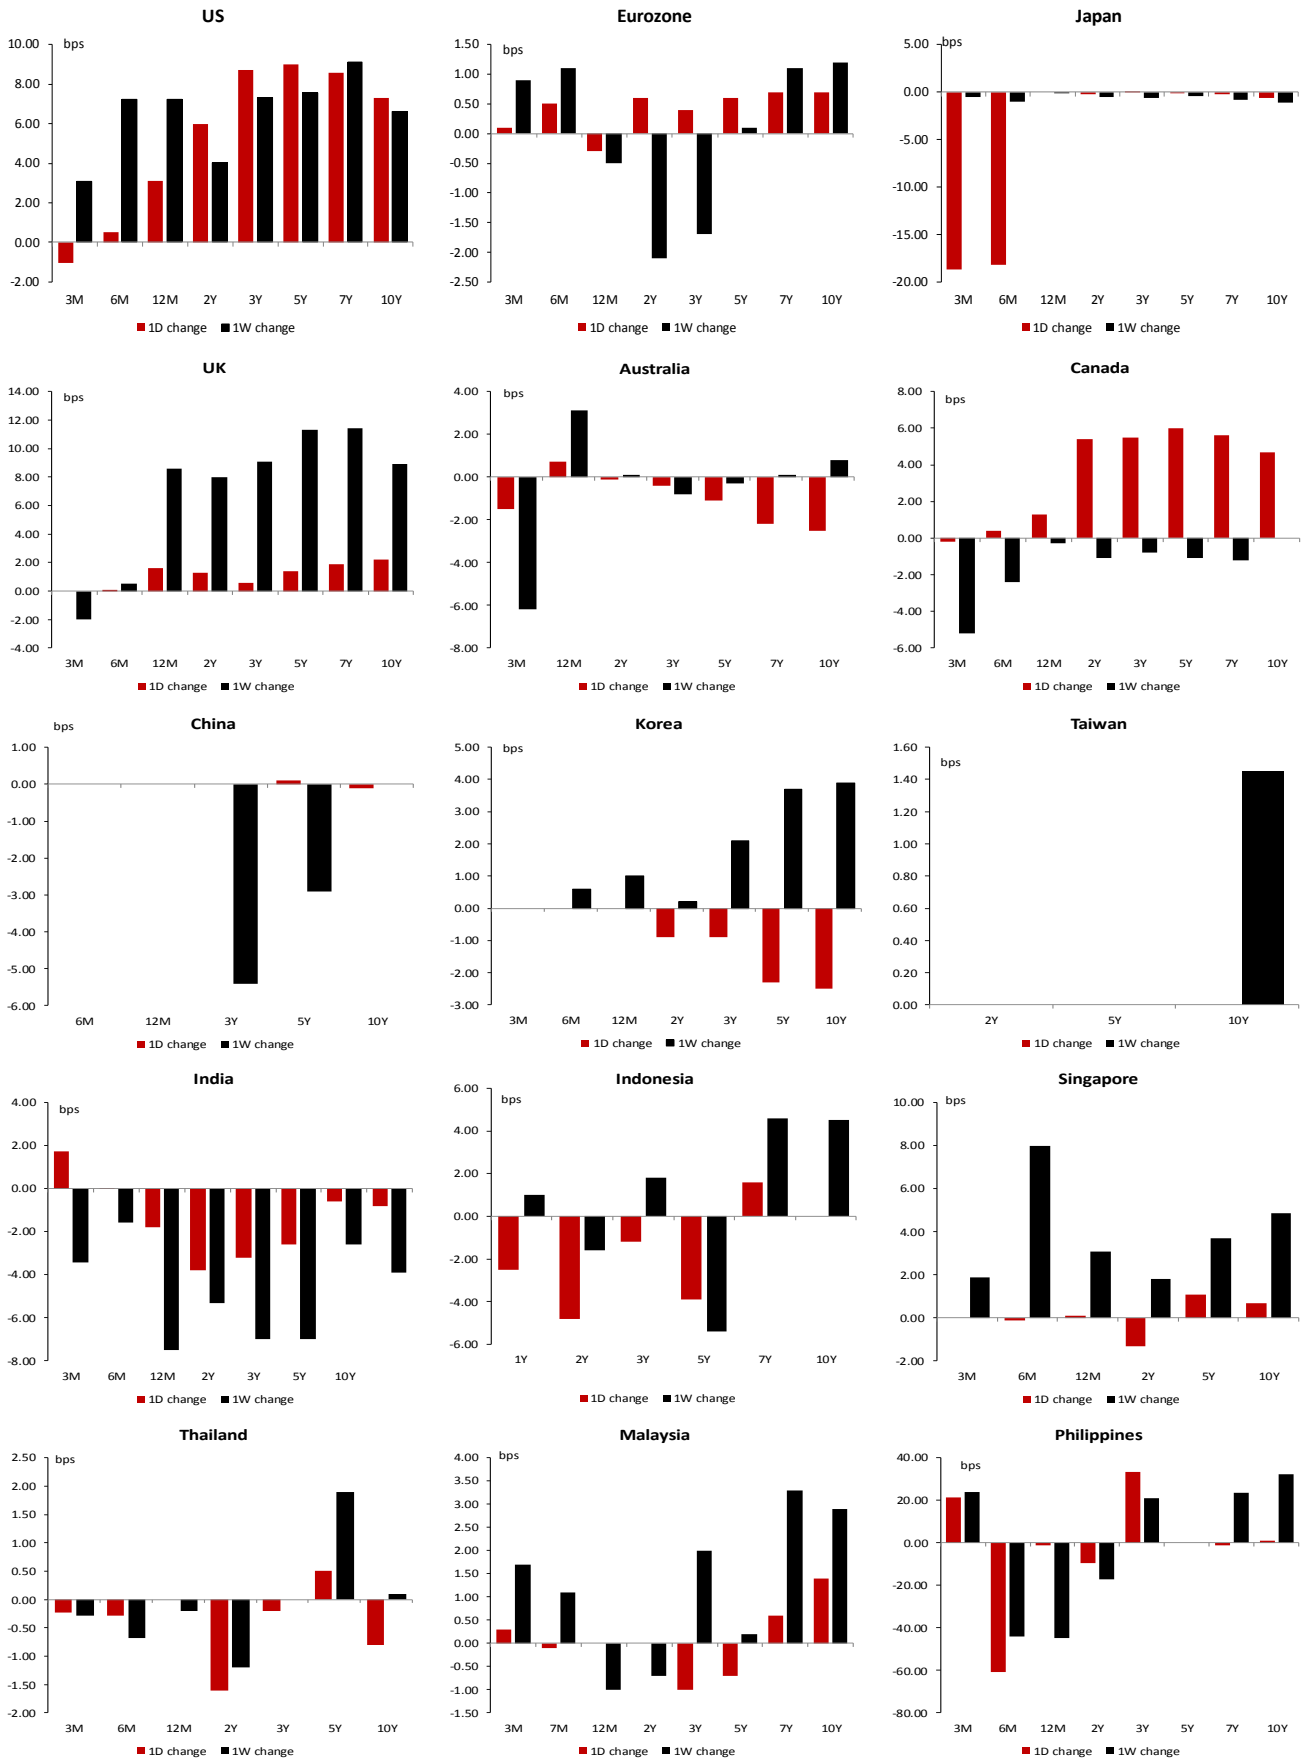 US
bps
10.00
8.00
6.00
4.00
2.00
0.00
-2.00
3M 6M 12M 2Y 3Y 5Y 7Y 10Y
1D change 1W change
Eurozone
bps
1.50
1.00
0.50
0.00
-0.50
-1.00
-1.50
-2.00
-2.50
3M 6M 12M 2Y 3Y 5Y 7Y 10Y
1D change 1W change
Japan
bps
5.00
0.00
-5.00
-10.00
-15.00
-20.00
3M 6M 12M 2Y 3Y 5Y 7Y 10Y
1D change 1W change
UK
bps
14.00
12.00
10.00
8.00
6.00
4.00
2.00
0.00
-2.00
-4.00
3M 6M 12M 2Y 3Y 5Y 7Y 10Y
1D change 1W change
Australia
bps
4.00
2.00
0.00
-2.00
-4.00
-6.00
-8.00
3M 12M 2Y 3Y 5Y 7Y 10Y
1D change 1W change
Canada
bps
8.00
6.00
4.00
2.00
0.00
-2.00
-4.00
-6.00
3M 6M 12M 2Y 3Y 5Y 7Y 10Y
1D change 1W change
China
bps
1.00
0.00
-1.00
-2.00
-3.00
-4.00
-5.00
-6.00
6M 12M 3Y 5Y 10Y
1D change 1W change
Korea
bps
5.00
4.00
3.00
2.00
1.00
0.00
-1.00
-2.00
-3.00
3M 6M 12M 2Y 3Y 5Y 10Y
1D change 1W change
Taiwan
bps
1.60
1.40
1.20
1.00
0.80
0.60
0.40
0.20
0.00
2Y 5Y 10Y
1D change 1W change
India
bps
4.00
2.00
0.00
-2.00
-4.00
-6.00
-8.00
3M 6M 12M 2Y 3Y 5Y 10Y
1D change 1W change
Indonesia
bps
6.00
4.00
2.00
0.00
-2.00
-4.00
-6.00
1Y 2Y 3Y 5Y 7Y 10Y
1D change 1W change
Singapore
bps
10.00
8.00
6.00
4.00
2.00
0.00
-2.00
3M 6M 12M 2Y 5Y 10Y
1D change 1W change
Thailand
bps
2.50
2.00
1.50
1.00
0.50
0.00
-0.50
-1.00
-1.50
-2.00
3M 6M 12M 2Y 3Y 5Y 10Y
1D change 1W change
Malaysia
bps
4.00
3.50
3.00
2.50
2.00
1.50
1.00
0.50
0.00
-0.50
-1.00
-1.50
3M 7M 12M 2Y 3Y 5Y 7Y 10Y
1D change 1W change
Philippines
bps
40.00
20.00
0.00
-20.00
-40.00
-60.00
-80.00
3M 6M 12M 2Y 3Y 5Y 7Y 10Y
1D change 1W change